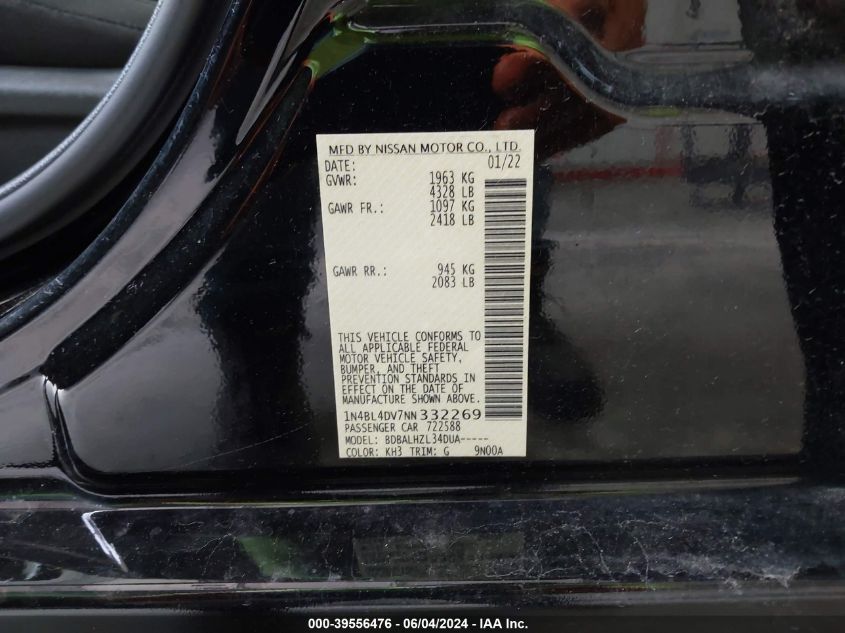 MFD BY NISSAN MOTOR CO., LTD.
DATE: 01/22
GVWR: 1963 KG
4328 LB
GAWR FR.: 1097 KG
2418 LB
GAWR RR.: 945 KG
2083 LB
THIS VEHICLE CONFORMS TO
ALL APPLICABLE FEDERAL
MOTOR VEHICLE SAFETY,
BUMPER, AND THEFT
PREVENTION STANDARDS IN
EFFECT ON THE DATE OF
MANUFACTURE SHOWN ABOVE.
1N4BL4DV7NN332269
PASSENGER CAR 722588
MODEL: BDBALHZL34DUA-----
COLOR: KH3 TRIM: G 9N00A
000-39556476 - 06/04/2024 - IAA Inc.